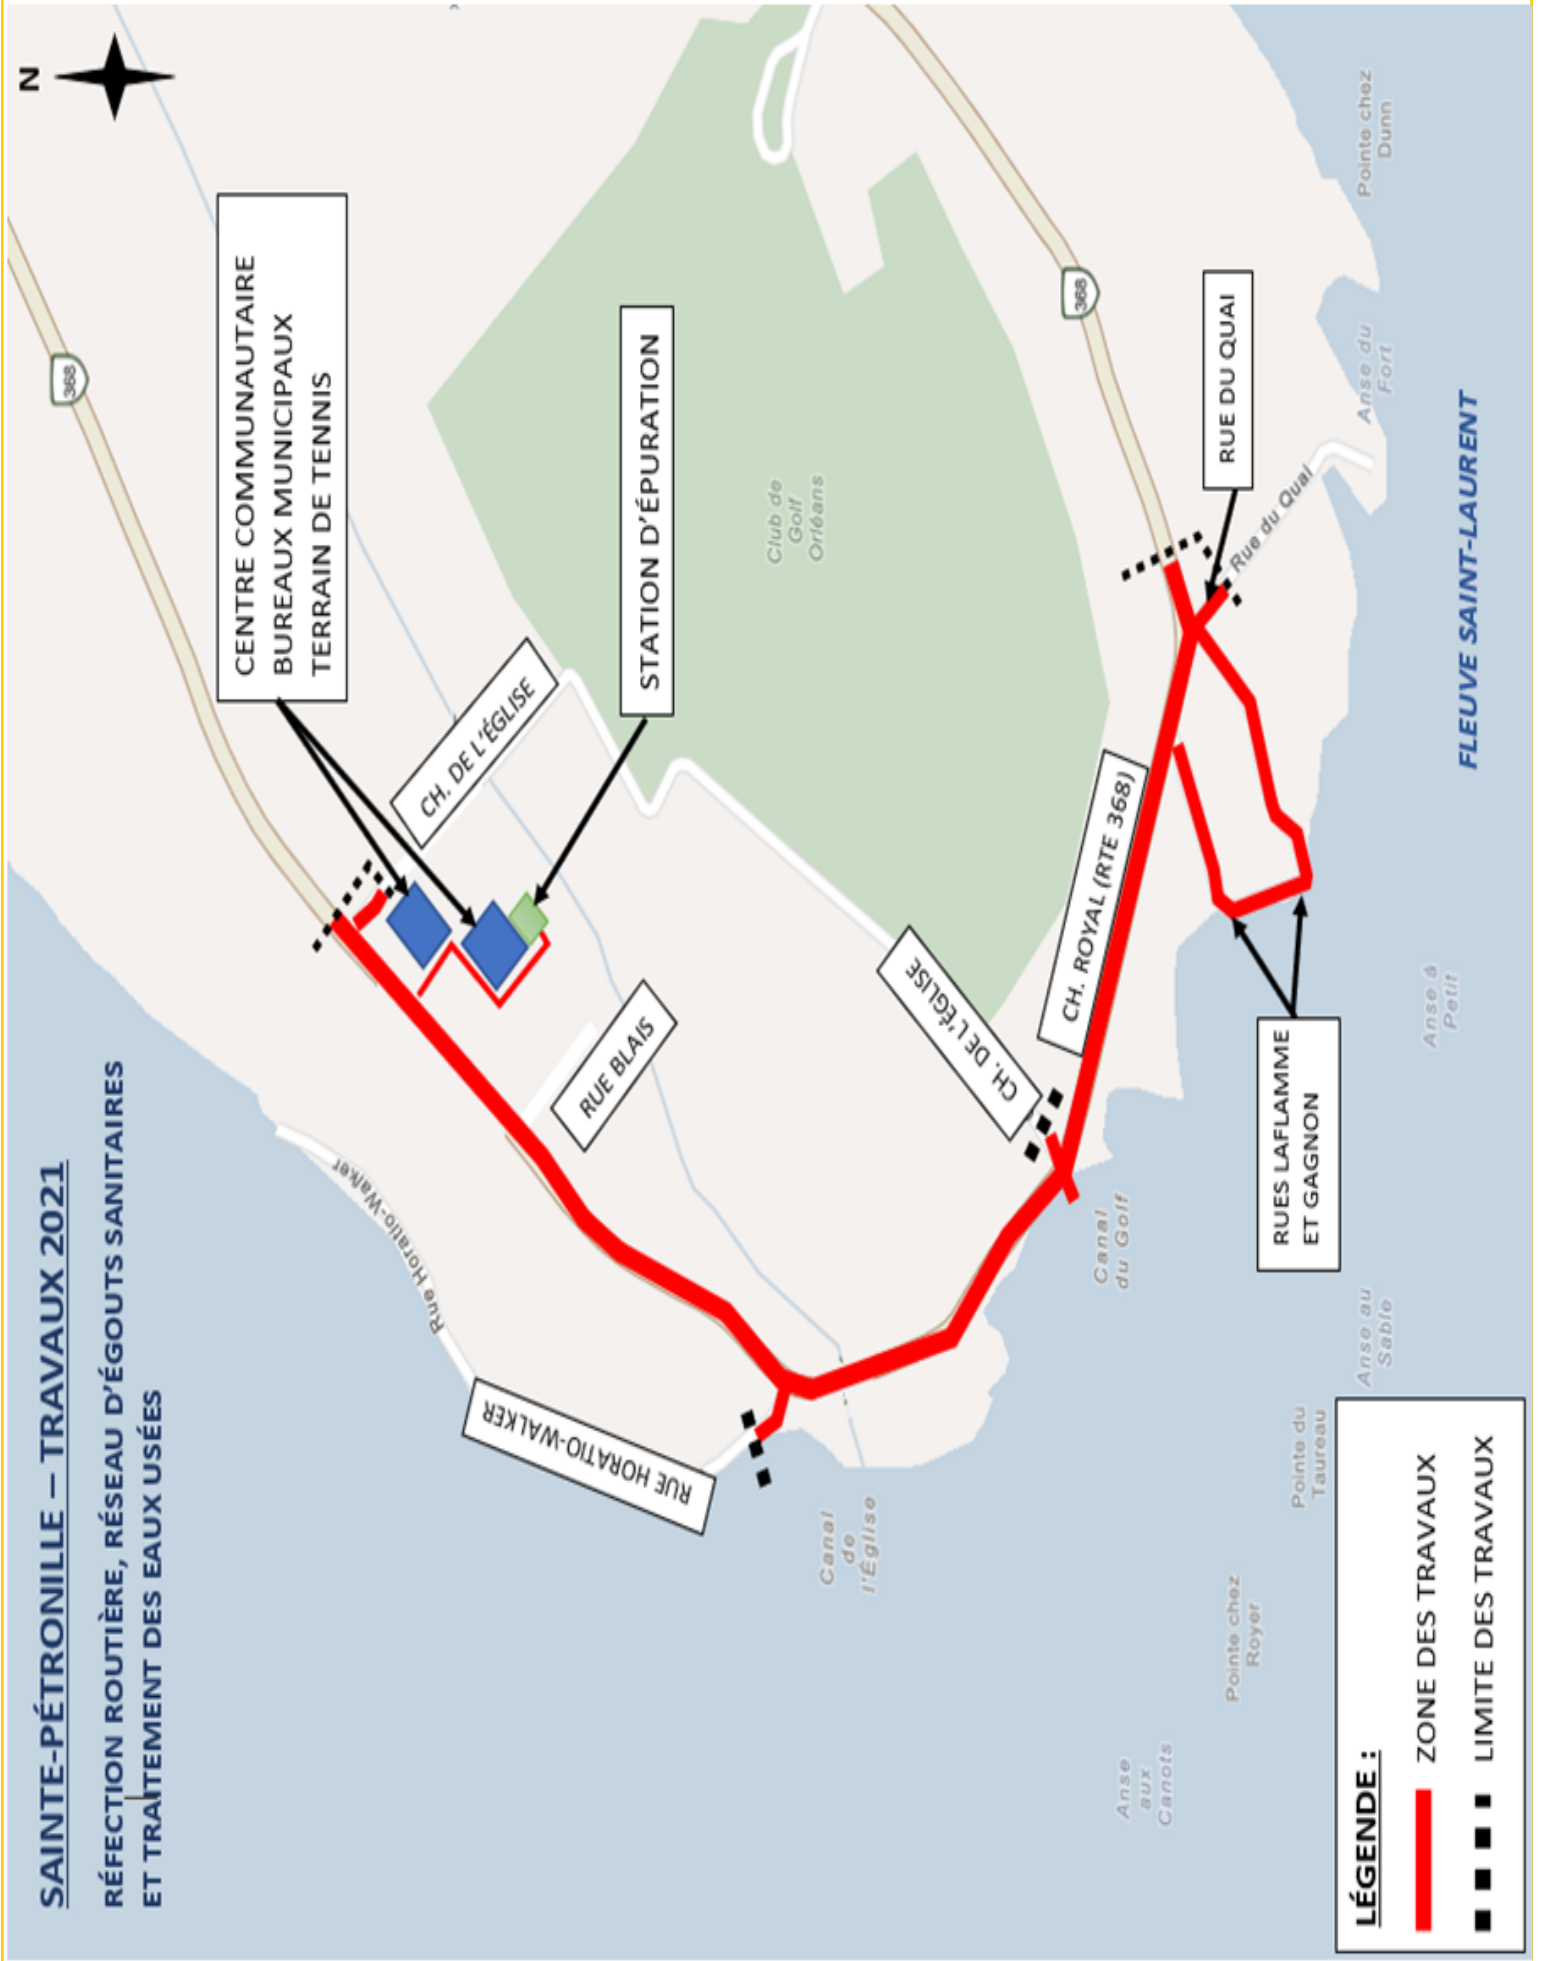 SAINTE-PÉTRONILLE – TRAVAUX 2021
RÉFECTION ROUTIÈRE, RÉSEAU D'ÉGOUTS SANITAIRES
ET TRAITEMENT DES EAUX USÉES
N
368
CENTRE COMMUNAUTAIRE
BUREAUX MUNICIPAUX
TERRAIN DE TENNIS
CH. DE L'ÉGLISE
STATION D'ÉPURATION
Rue Horatio-Walker
RUE BLAIS
RUE HORATIO-WALKER
Club de
Golf
Orléans
Canal
de
l'Église
CH. DE L'ÉGLISE
CH. ROYAL (RTE 368)
368
Canal
du Golf
RUE DU QUAI
Rue du Quai
RUES LAFLAMME
ET GAGNON
Pointe chez
Dunn
Anse du
Fort
Anse à
Petit
Anse au
Sable
Pointe du
Taureau
Pointe chez
Royer
Anse
aux
Canots
FLEUVE SAINT-LAURENT
LÉGENDE :
ZONE DES TRAVAUX
LIMITE DES TRAVAUX